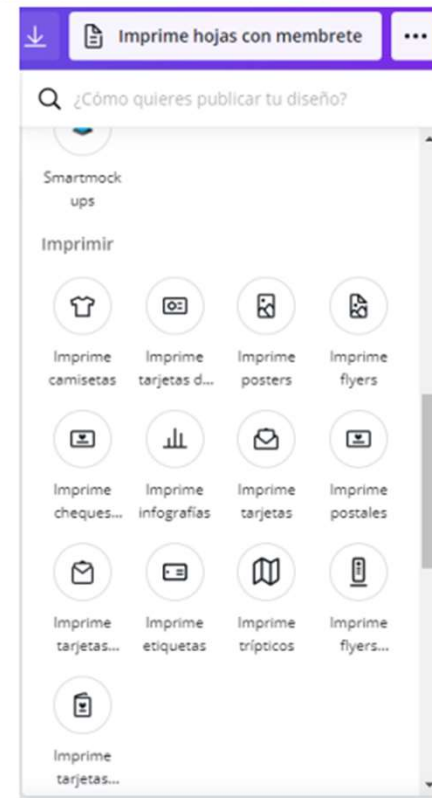 Imprime hojas con membrete
¿Cómo quieres publicar tu diseño?
Smartmock
ups
Imprimir
Imprime
camisetas
Imprime
tarjetas d...
Imprime
posters
Imprime
flyers
Imprime
cheques...
Imprime
infografías
Imprime
tarjetas
Imprime
postales
Imprime
tarjetas...
Imprime
etiquetas
Imprime
trípticos
Imprime
flyers...
Imprime
tarjetas...